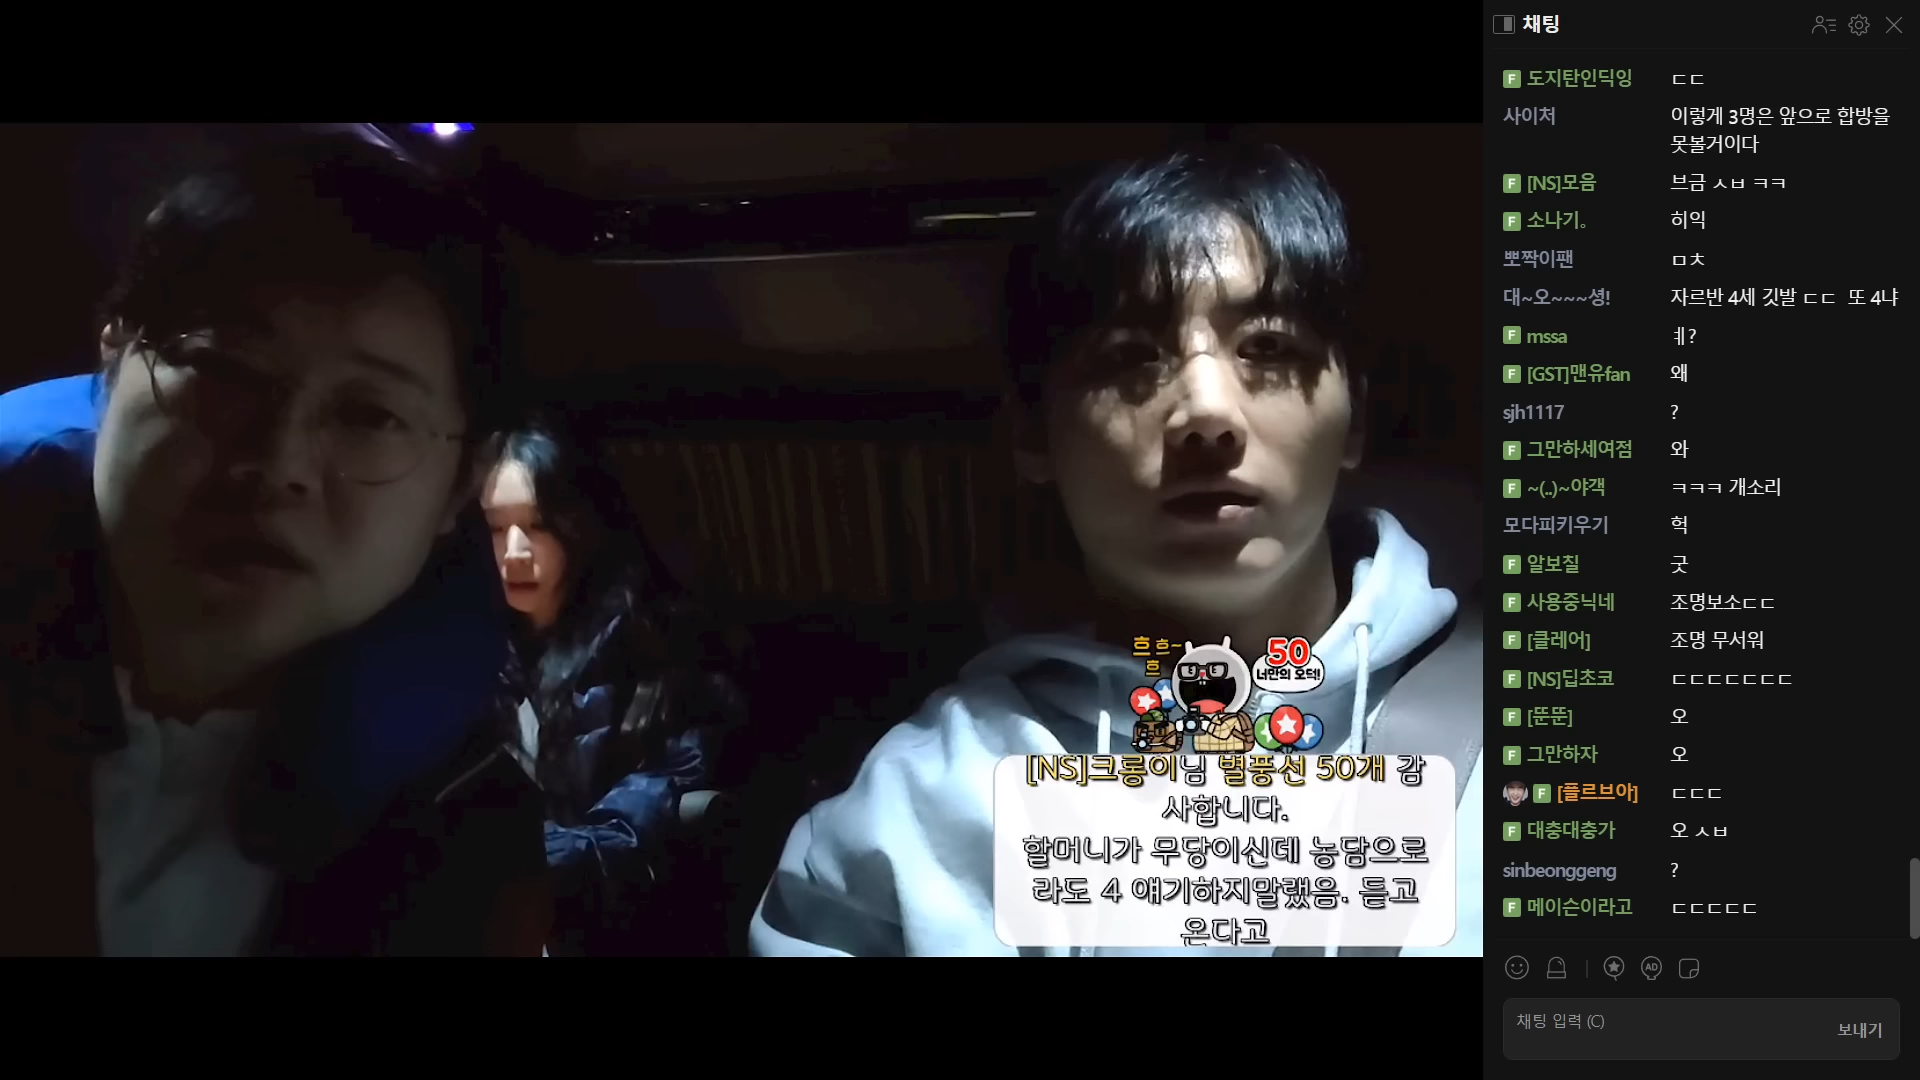 흐흐~
흐
50
너만의 오덕!
[NS]크롱이님 별풍선 50개 감
사합니다.
할머니가 무당이신데 농담으로
라도 4 얘기하지말랬음. 듣고
온다고
채팅
도지탄인딕잉 ㄷㄷ
사이처 이렇게 3명은 앞으로 합방을
못볼거이다
[NS]모음 브금 ㅅㅂ ㅋㅋ
소나기。 히익
뽀짝이팬 ㅁㅊ
대~오~~~셩! 자르반 4세 깃발 ㄷㄷ 또 4냐
mssa ㅖ?
[GST]맨유fan 왜
sjh1117 ?
그만하세여점 와
~(..)~야객 ㅋㅋㅋ 개소리
모다피키우기 헉
알보칠 굿
사용중닉네 조명보소ㄷㄷ
[클레어] 조명 무서워
[NS]딥초코 ㄷㄷㄷㄷㄷㄷㄷ
[뚠뚠] 오
그만하자 오
[플르브아] ㄷㄷㄷ
대충대충가 오 ㅅㅂ
sinbeonggeng ?
메이슨이라고 ㄷㄷㄷㄷㄷ
채팅 입력 (C)
보내기